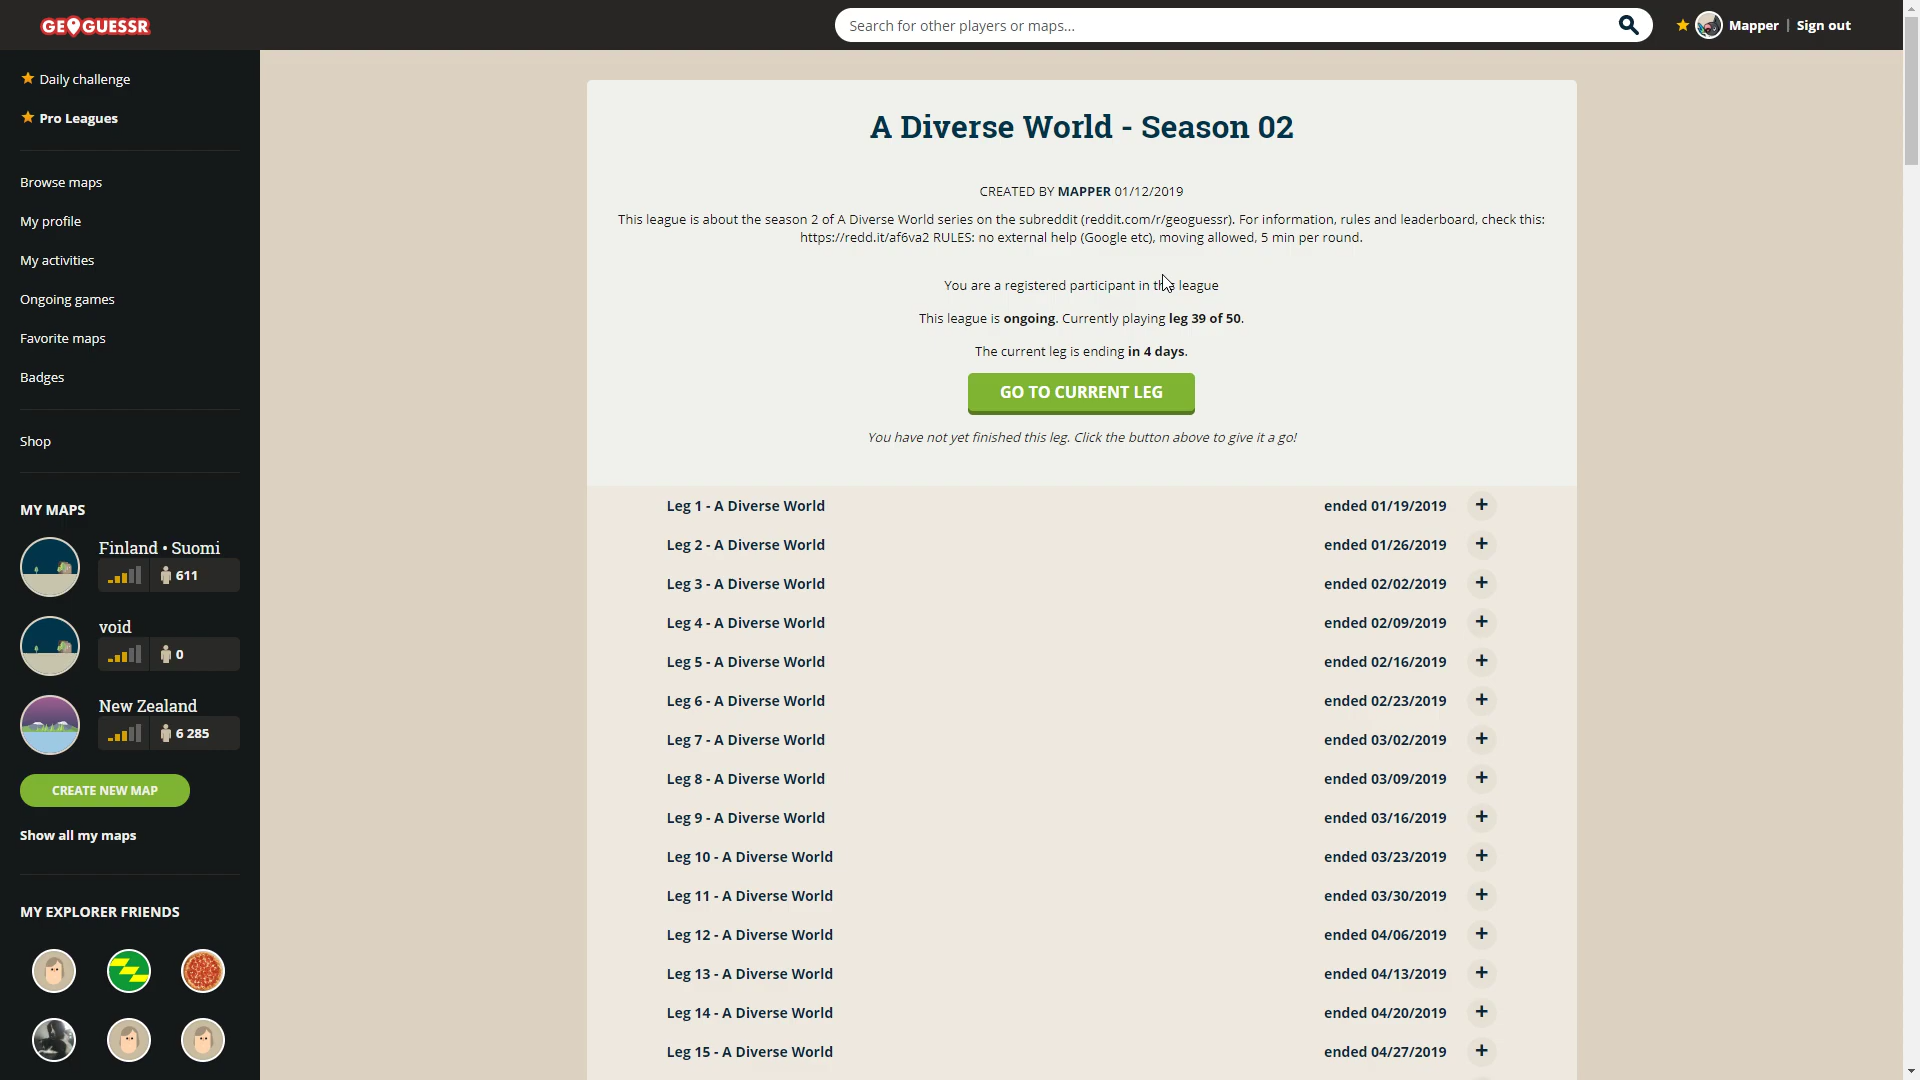 GEOGUESSR
Search for other players or maps...
Mapper | Sign out
Daily challenge
Pro Leagues
Browse maps
My profile
My activities
Ongoing games
Favorite maps
Badges
Shop
MY MAPS
Finland • Suomi
611
void
0
New Zealand
6 285
CREATE NEW MAP
Show all my maps
MY EXPLORER FRIENDS
A Diverse World - Season 02
CREATED BY MAPPER 01/12/2019
This league is about the season 2 of A Diverse World series on the subreddit (reddit.com/r/geoguessr). For information, rules and leaderboard, check this:
https://redd.it/af6va2 RULES: no external help (Google etc), moving allowed, 5 min per round.
You are a registered participant in this league
This league is ongoing. Currently playing leg 39 of 50.
The current leg is ending in 4 days.
GO TO CURRENT LEG
You have not yet finished this leg. Click the button above to give it a go!
Leg 1 - A Diverse World ended 01/19/2019 +
Leg 2 - A Diverse World ended 01/26/2019 +
Leg 3 - A Diverse World ended 02/02/2019 +
Leg 4 - A Diverse World ended 02/09/2019 +
Leg 5 - A Diverse World ended 02/16/2019 +
Leg 6 - A Diverse World ended 02/23/2019 +
Leg 7 - A Diverse World ended 03/02/2019 +
Leg 8 - A Diverse World ended 03/09/2019 +
Leg 9 - A Diverse World ended 03/16/2019 +
Leg 10 - A Diverse World ended 03/23/2019 +
Leg 11 - A Diverse World ended 03/30/2019 +
Leg 12 - A Diverse World ended 04/06/2019 +
Leg 13 - A Diverse World ended 04/13/2019 +
Leg 14 - A Diverse World ended 04/20/2019 +
Leg 15 - A Diverse World ended 04/27/2019 +